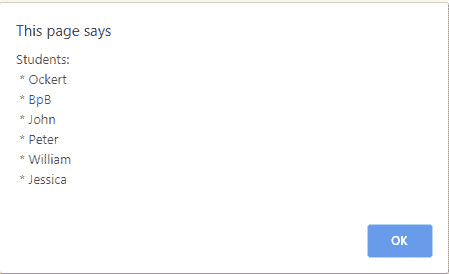 This page says
Students:
* Ockert
* BpB
* John
* Peter
* William
* Jessica
OK